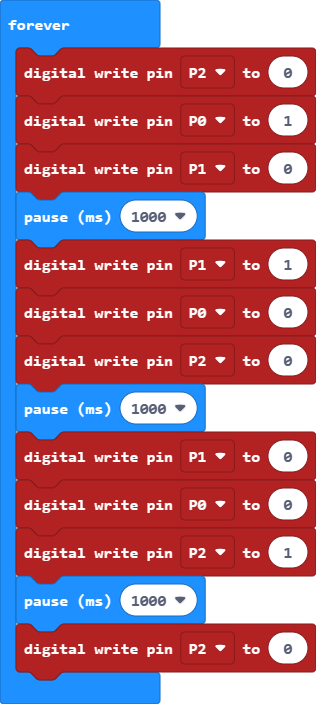 forever
digital write pin P2 to 0
digital write pin P0 to 1
digital write pin P1 to 0
pause (ms) 1000
digital write pin P1 to 1
digital write pin P0 to 0
digital write pin P2 to 0
pause (ms) 1000
digital write pin P1 to 0
digital write pin P0 to 0
digital write pin P2 to 1
pause (ms) 1000
digital write pin P2 to 0